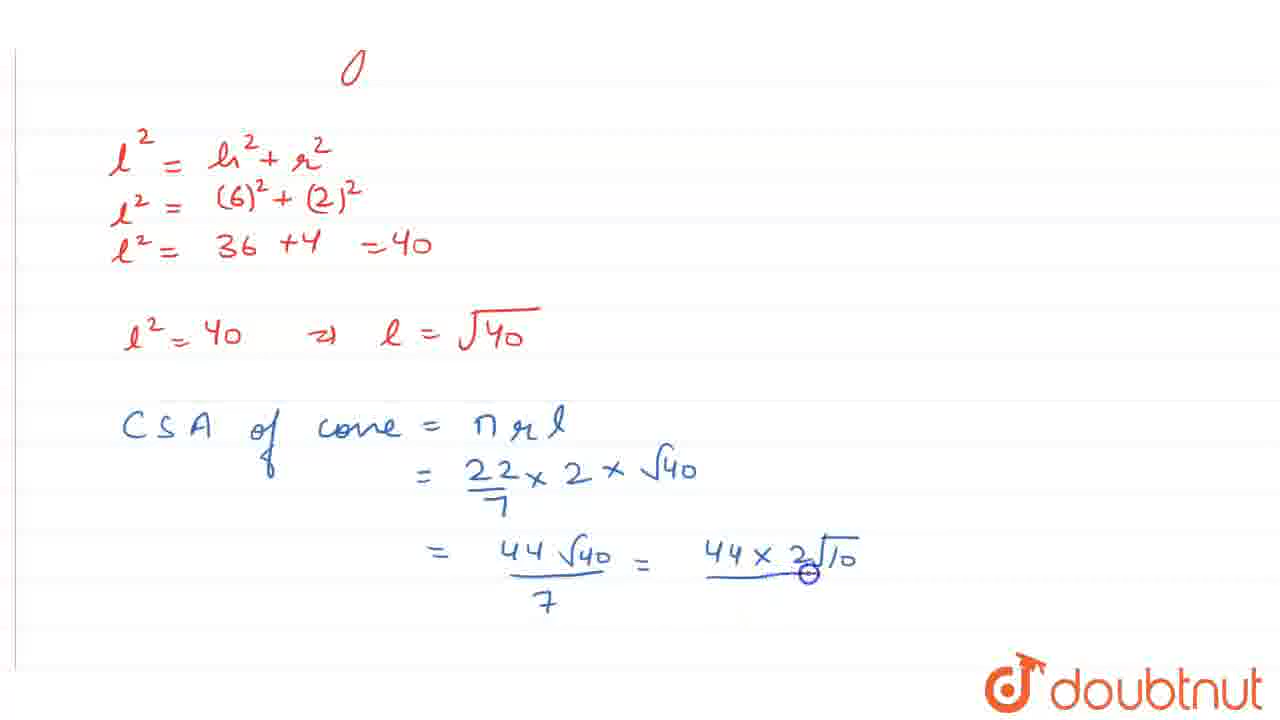 l² = h² + r²
l² = (6)² + (2)²
l² = 36 + 4 = 40
l² = 40 ⇒ l = √40
CSA of cone = π r l
= 22/7 × 2 × √40
= 44 √40 / 7 = 44 × 2√10
doubtnut